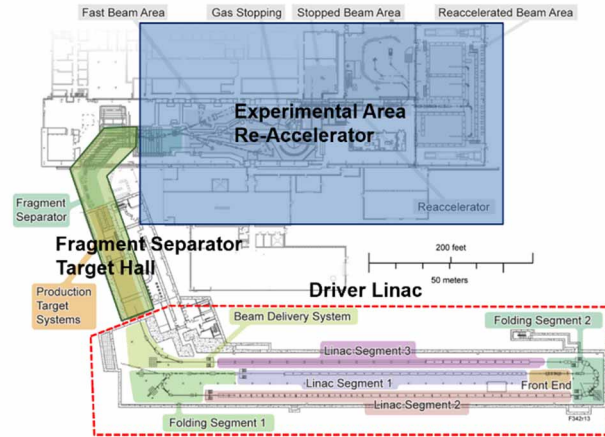 Fast Beam Area
Gas Stopping
Stopped Beam Area
Reaccelerated Beam Area
Experimental Area
Re-Accelerator
Fragment
Separator
Reaccelerator
Fragment Separator
Target Hall
200 feet
50 meters
Production
Target
Systems
Driver Linac
Beam Delivery System
Folding Segment 2
Linac Segment 3
Linac Segment 1
Front End
Linac Segment 2
Folding Segment 1
F342r13